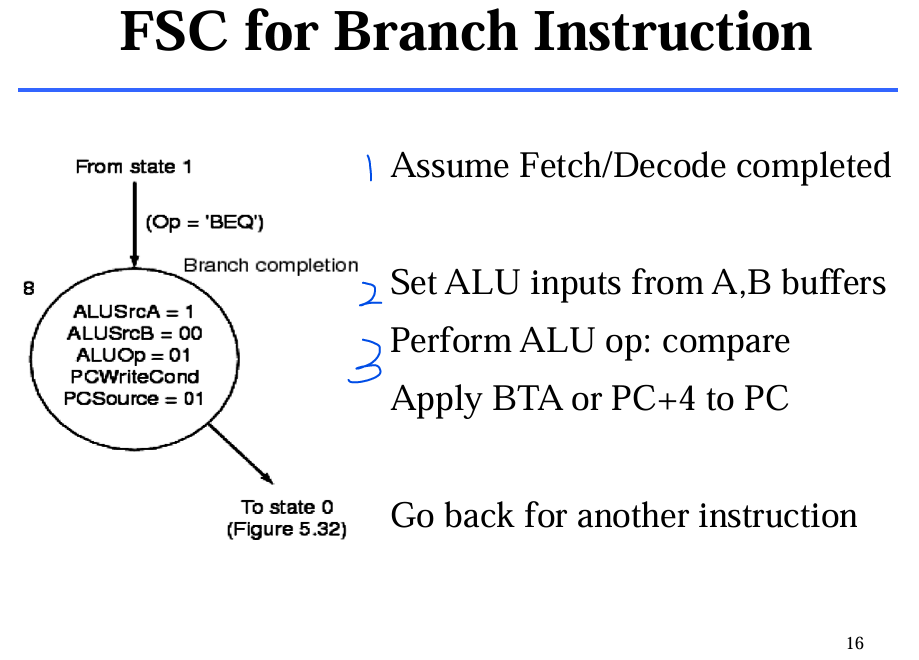 FSC for Branch Instruction
From state 1
(Op = 'BEQ')
Branch completion
8
ALUSrcA = 1
ALUSrcB = 00
ALUOp = 01
PCWriteCond
PCSource = 01
To state 0
(Figure 5.32)
1 Assume Fetch/Decode completed
2 Set ALU inputs from A,B buffers
3 Perform ALU op: compare
Apply BTA or PC+4 to PC
Go back for another instruction
16